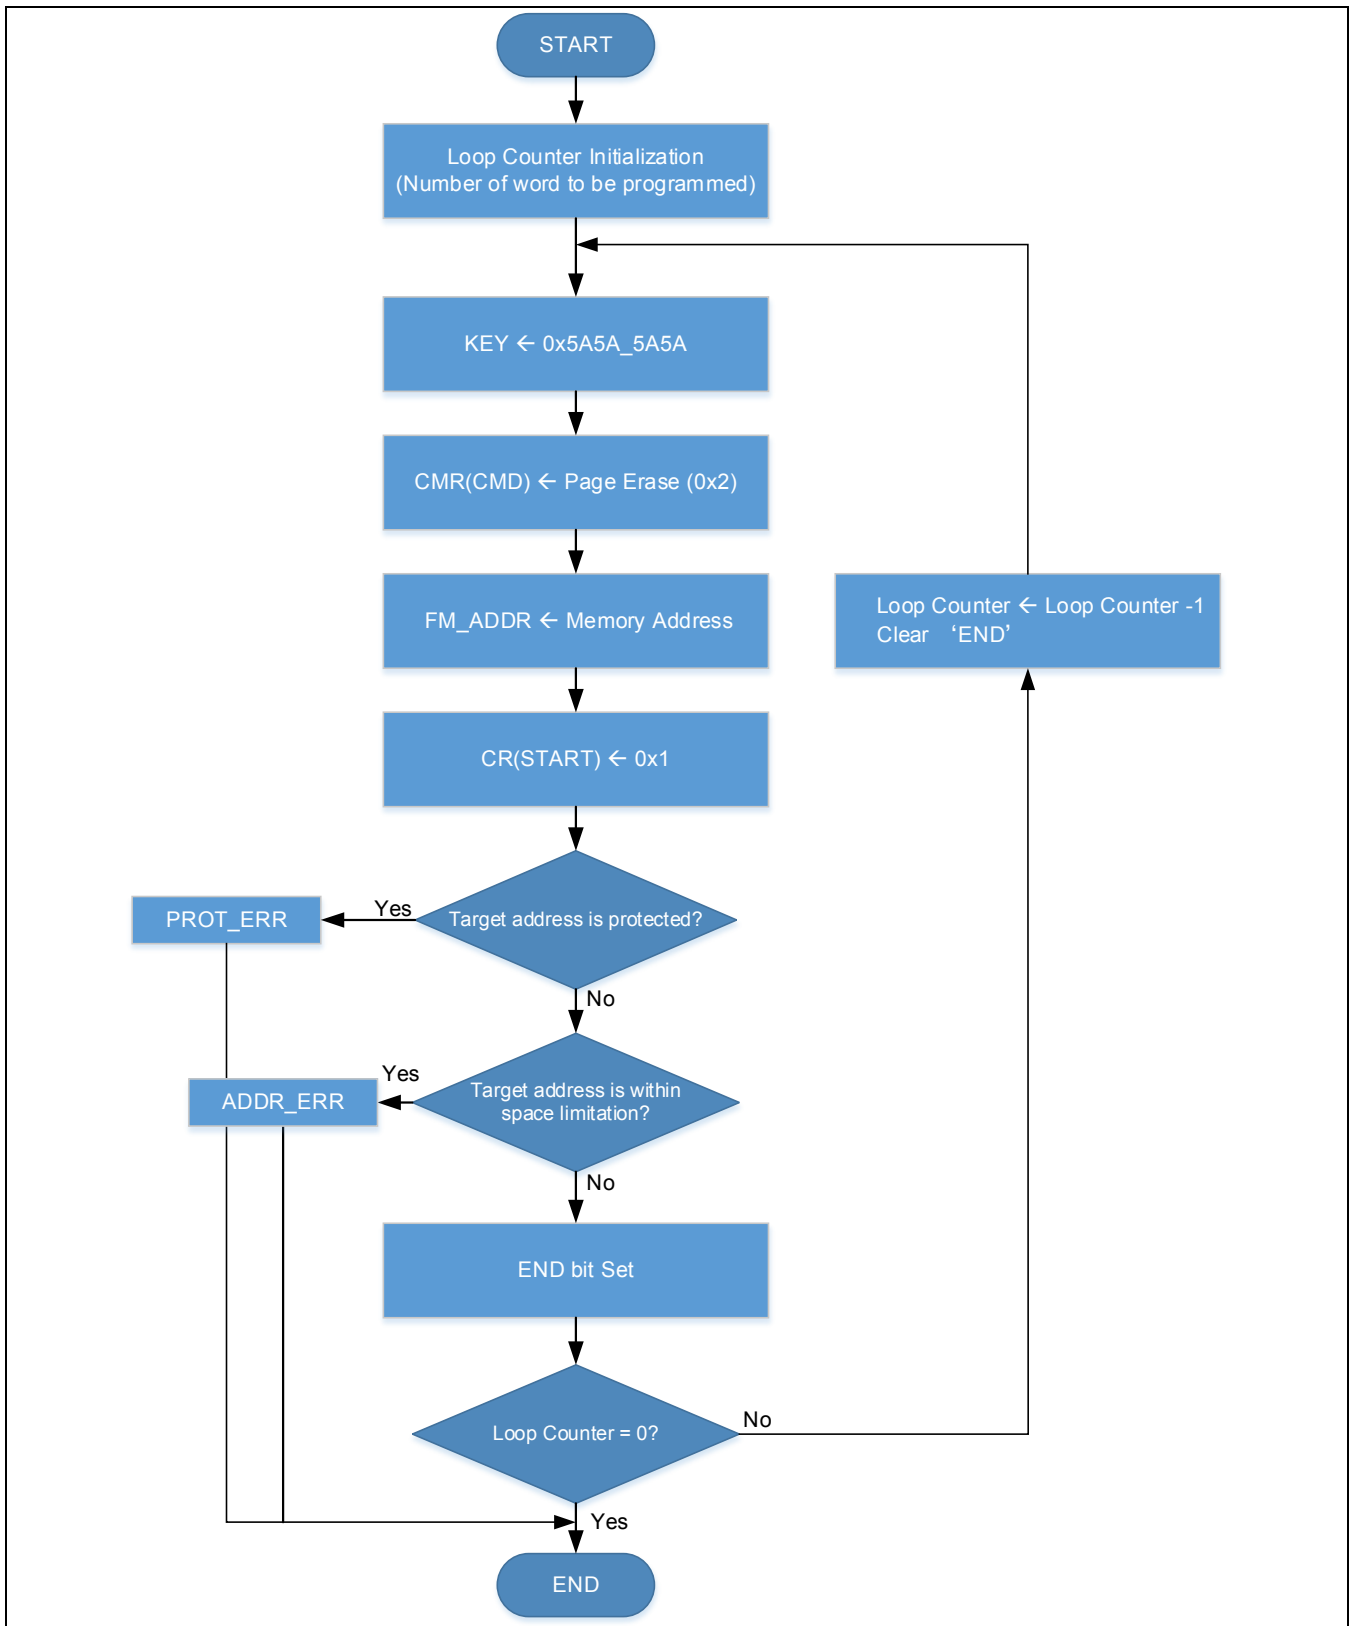 START
Loop Counter Initialization
(Number of word to be programmed)
KEY ← 0x5A5A_5A5A
CMR(CMD) ← Page Erase (0x2)
FM_ADDR ← Memory Address
Loop Counter ← Loop Counter -1
Clear ‘END’
CR(START) ← 0x1
Target address is protected?
Yes
PROT_ERR
No
Target address is within
space limitation?
Yes
ADDR_ERR
No
END bit Set
Loop Counter = 0?
No
Yes
END